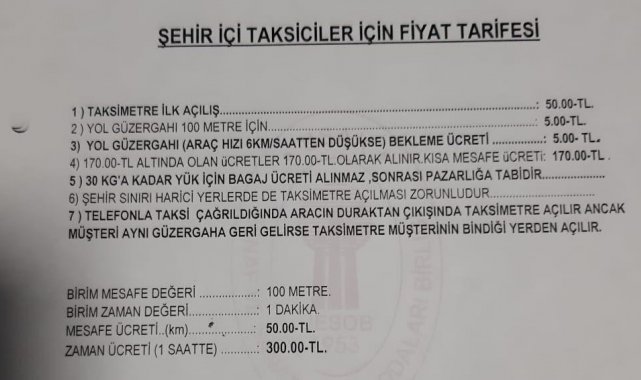 ŞEHİR İÇİ TAKSİCİLER İÇİN FİYAT TARİFESİ
1 ) TAKSİMETRE İLK AÇILIŞ..........................................................: 50.00-TL.
2 ) YOL GÜZERGAHI 100 METRE İÇİN..................................................: 5.00-TL.
3) YOL GÜZERGAHI (ARAÇ HIZI 6KM/SAATTEN DÜŞÜKSE) BEKLEME ÜCRETİ ............: 5.00- TL.
4) 170.00-TL ALTINDA OLAN ÜCRETLER 170.00-TL.OLARAK ALINIR.KISA MESAFE ÜCRETİ: 170.00-TL .
5 ) 30 KG'A KADAR YÜK İÇİN BAGAJ ÜCRETİ ALINMAZ ,SONRASI PAZARLIĞA TABİDİR......................
6) ŞEHİR SINIRI HARİCİ YERLERDE DE TAKSİMETRE AÇILMASI ZORUNLUDUR..........................
7 ) TELEFONLA TAKSİ ÇAĞRILDIĞINDA ARACIN DURAKTAN ÇIKIŞINDA TAKSİMETRE AÇILIR ANCAK
MÜŞTERİ AYNI GÜZERGAHA GERİ GELİRSE TAKSİMETRE MÜŞTERİNİN BİNDİĞİ YERDEN AÇILIR.
BİRİM MESAFE DEĞERİ ..............: 100 METRE.
BİRİM ZAMAN DEĞERİ................: 1 DAKİKA.
MESAFE ÜCRETİ..(km)...............: 50.00-TL.
ZAMAN ÜCRETİ (1 SAATTE) ..........: 300.00-TL.